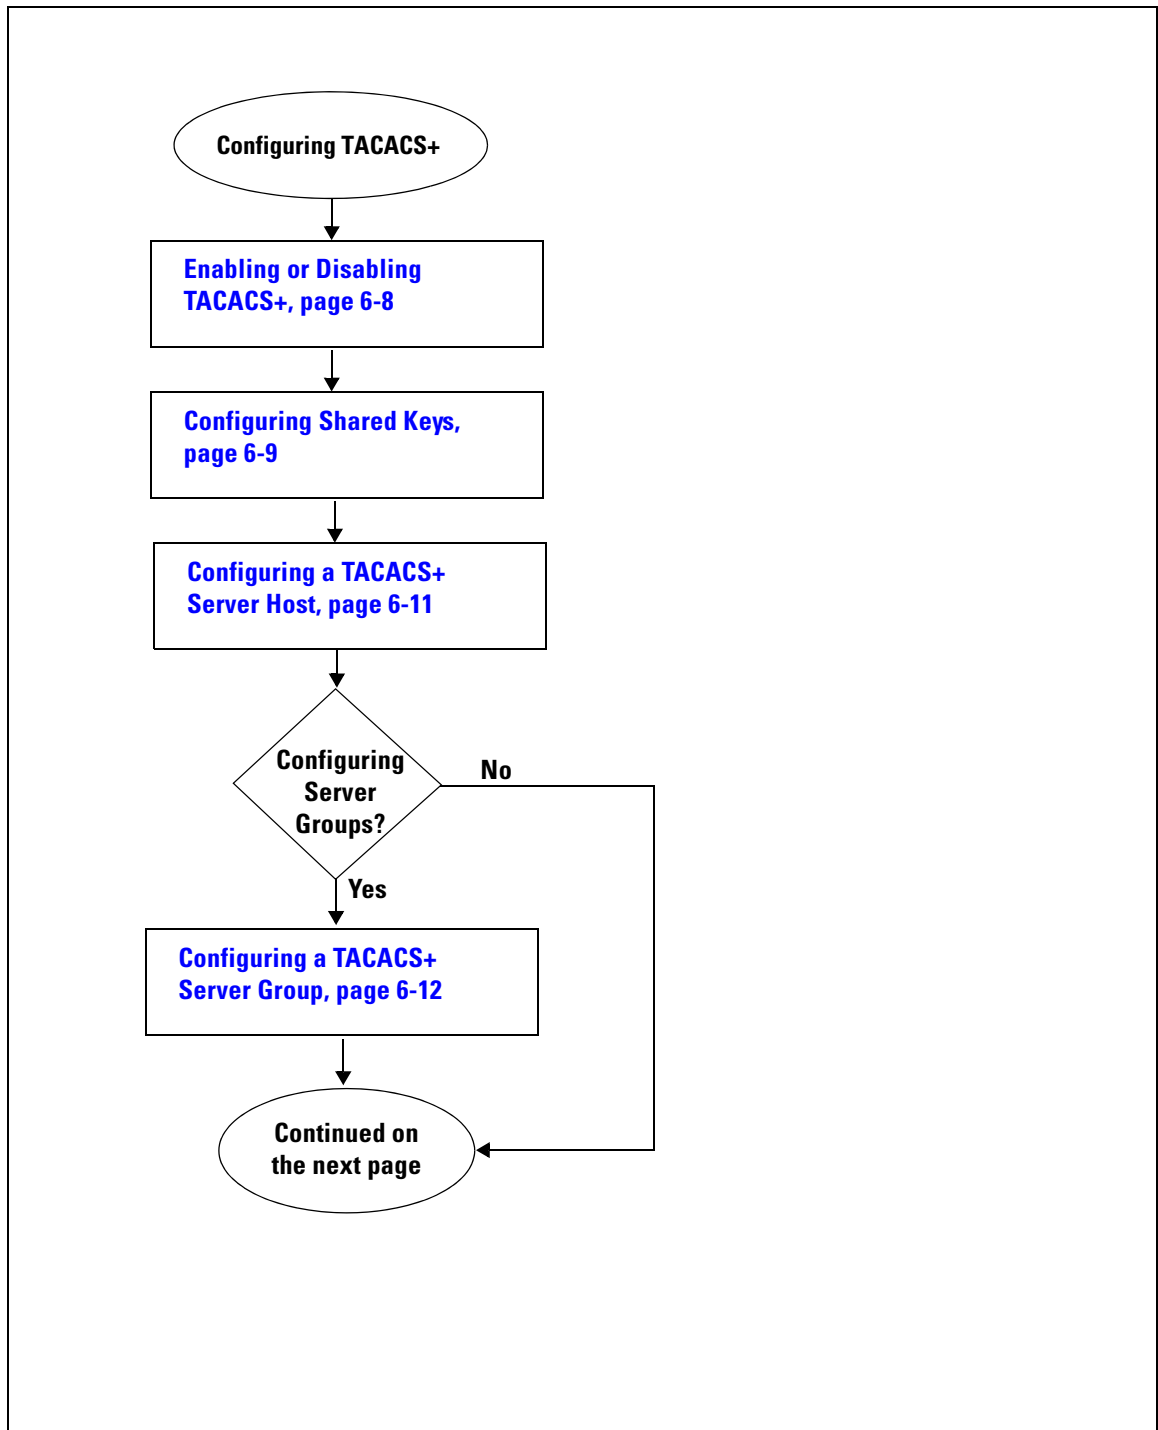 Configuring TACACS+
Enabling or Disabling
TACACS+, page 6-8
Configuring Shared Keys,
page 6-9
Configuring a TACACS+
Server Host, page 6-11
Configuring
Server
Groups?
No
Yes
Configuring a TACACS+
Server Group, page 6-12
Continued on
the next page